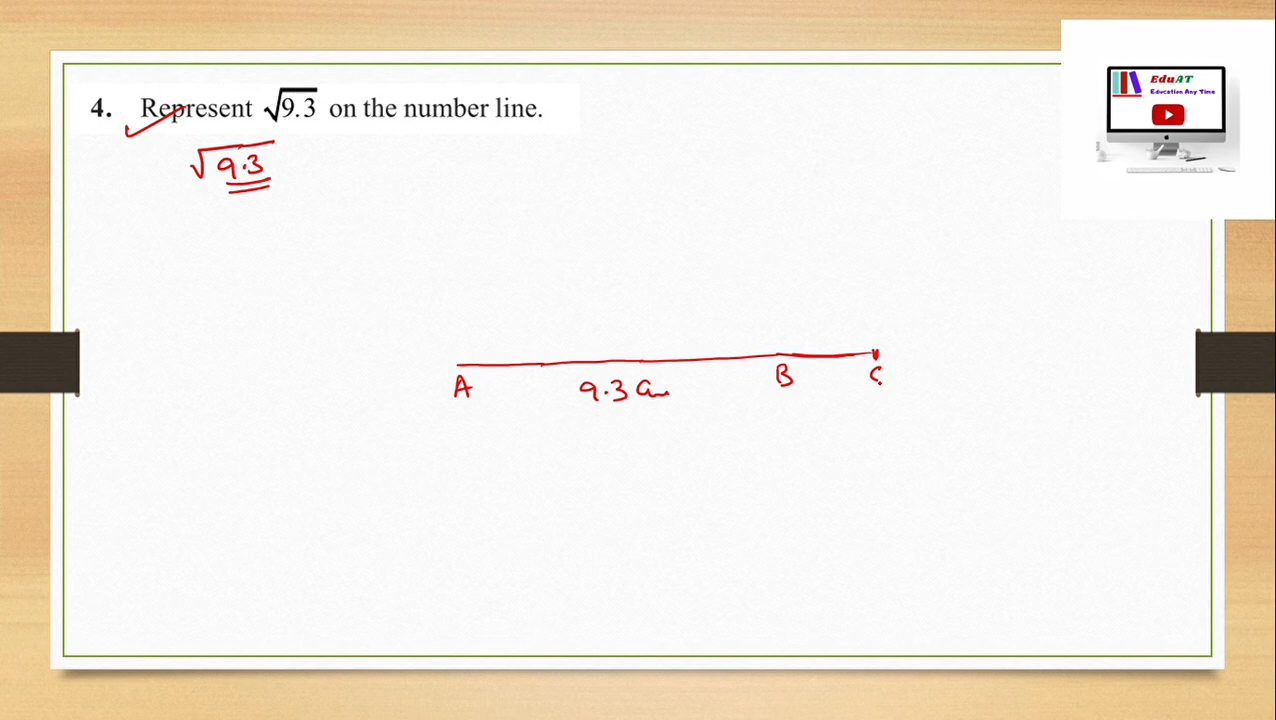 4. Represent √9.3 on the number line.
√9.3
A 9.3 cm B C
EduAT
Education Any Time